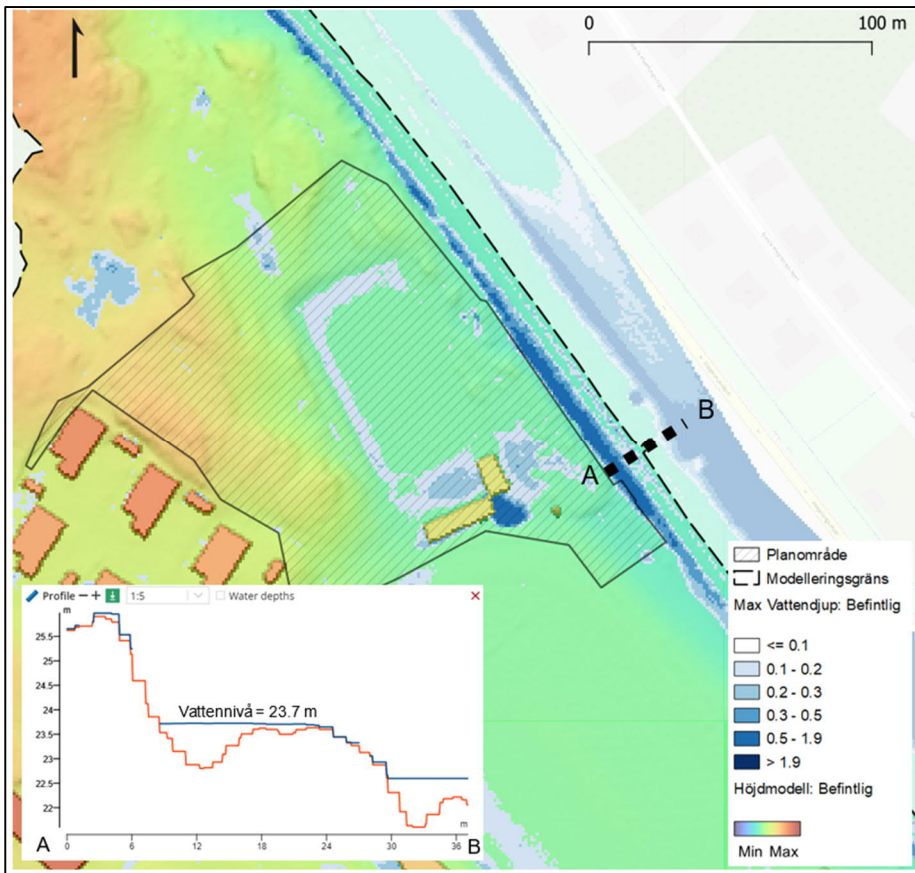 0 100 m
B
A
Planområde
Modelleringsgräns
Max Vattendjup: Befintlig
<= 0.1
0.1 - 0.2
0.2 - 0.3
0.3 - 0.5
0.5 - 1.9
> 1.9
Höjdmodell: Befintlig
Min Max
Profile 1:5 Water depths
m
25.5
25
24.5
24
23.5
23
22.5
22
Vattennivå = 23.7 m
m
A 0 6 12 18 24 30 36 B